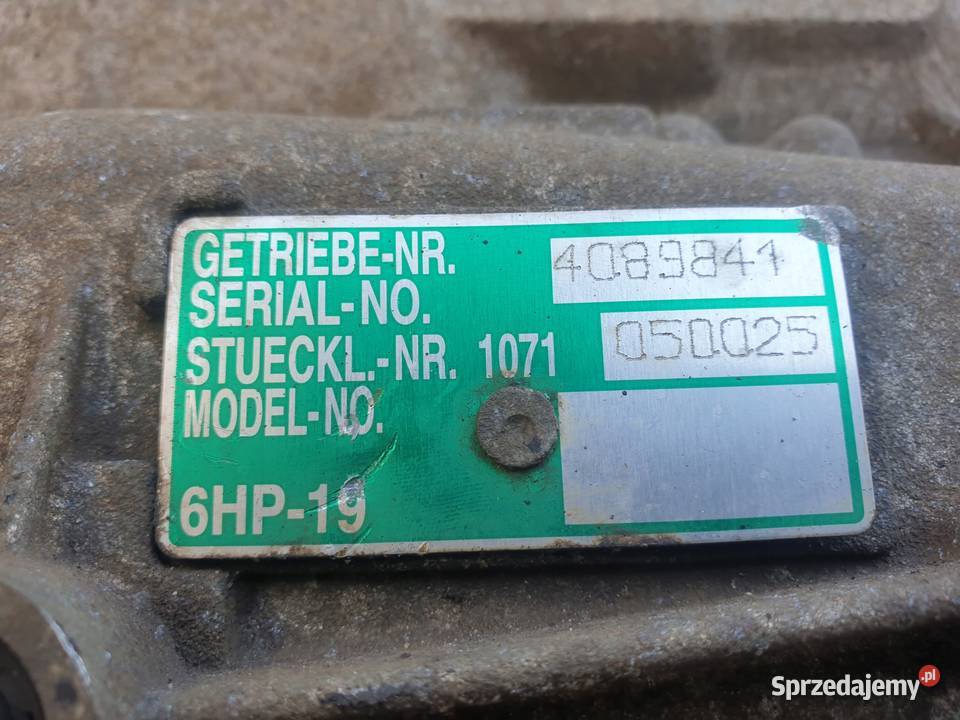 GETRIEBE-NR. 4089841
SERIAL-NO.
STUECKL.-NR. 1071 050025
MODEL-NO.
6HP-19
Sprzedajemy.pl